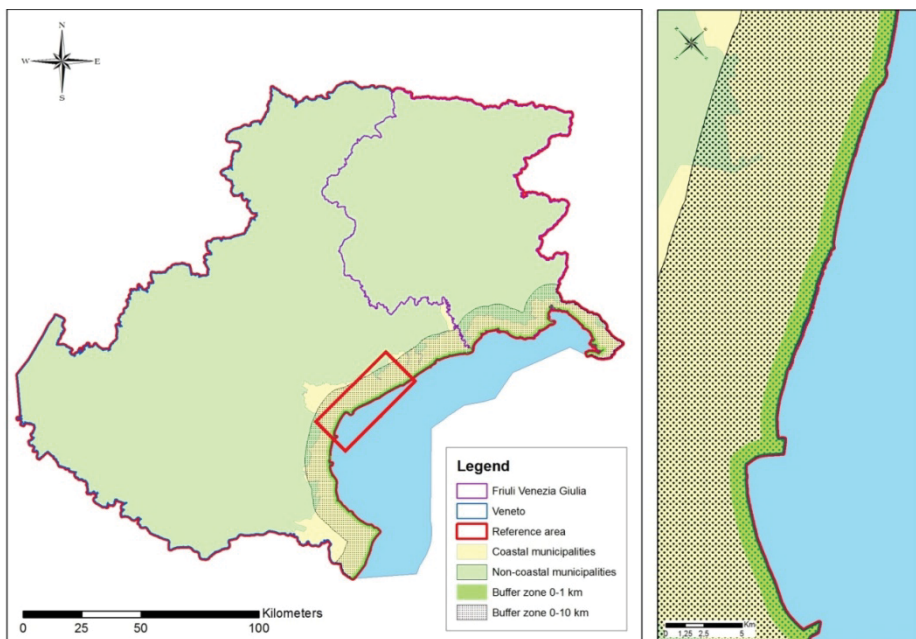 N
W E
S
Legend
Friuli Venezia Giulia
Veneto
Reference area
Coastal municipalities
Non-coastal municipalities
Buffer zone 0-1 km
Buffer zone 0-10 km
Kilometers
0 50 100
Km
0 1,25 2.5 5